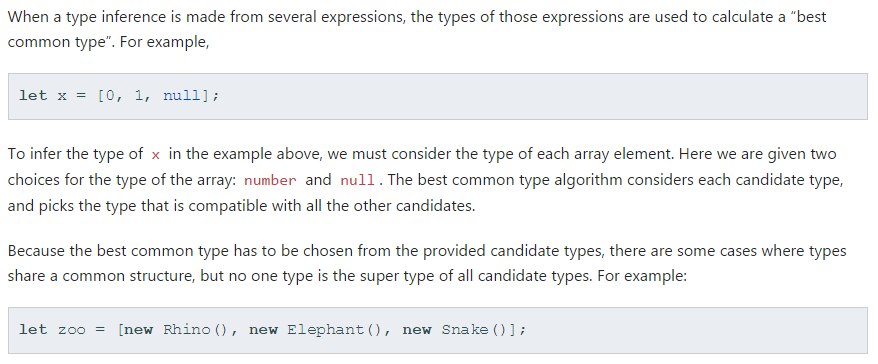 When a type inference is made from several expressions, the types of those expressions are used to calculate a “best
common type”. For example,
let x = [0, 1, null];
To infer the type of x in the example above, we must consider the type of each array element. Here we are given two
choices for the type of the array: number and null. The best common type algorithm considers each candidate type,
and picks the type that is compatible with all the other candidates.
Because the best common type has to be chosen from the provided candidate types, there are some cases where types
share a common structure, but no one type is the super type of all candidate types. For example:
let zoo = [new Rhino(), new Elephant(), new Snake()];